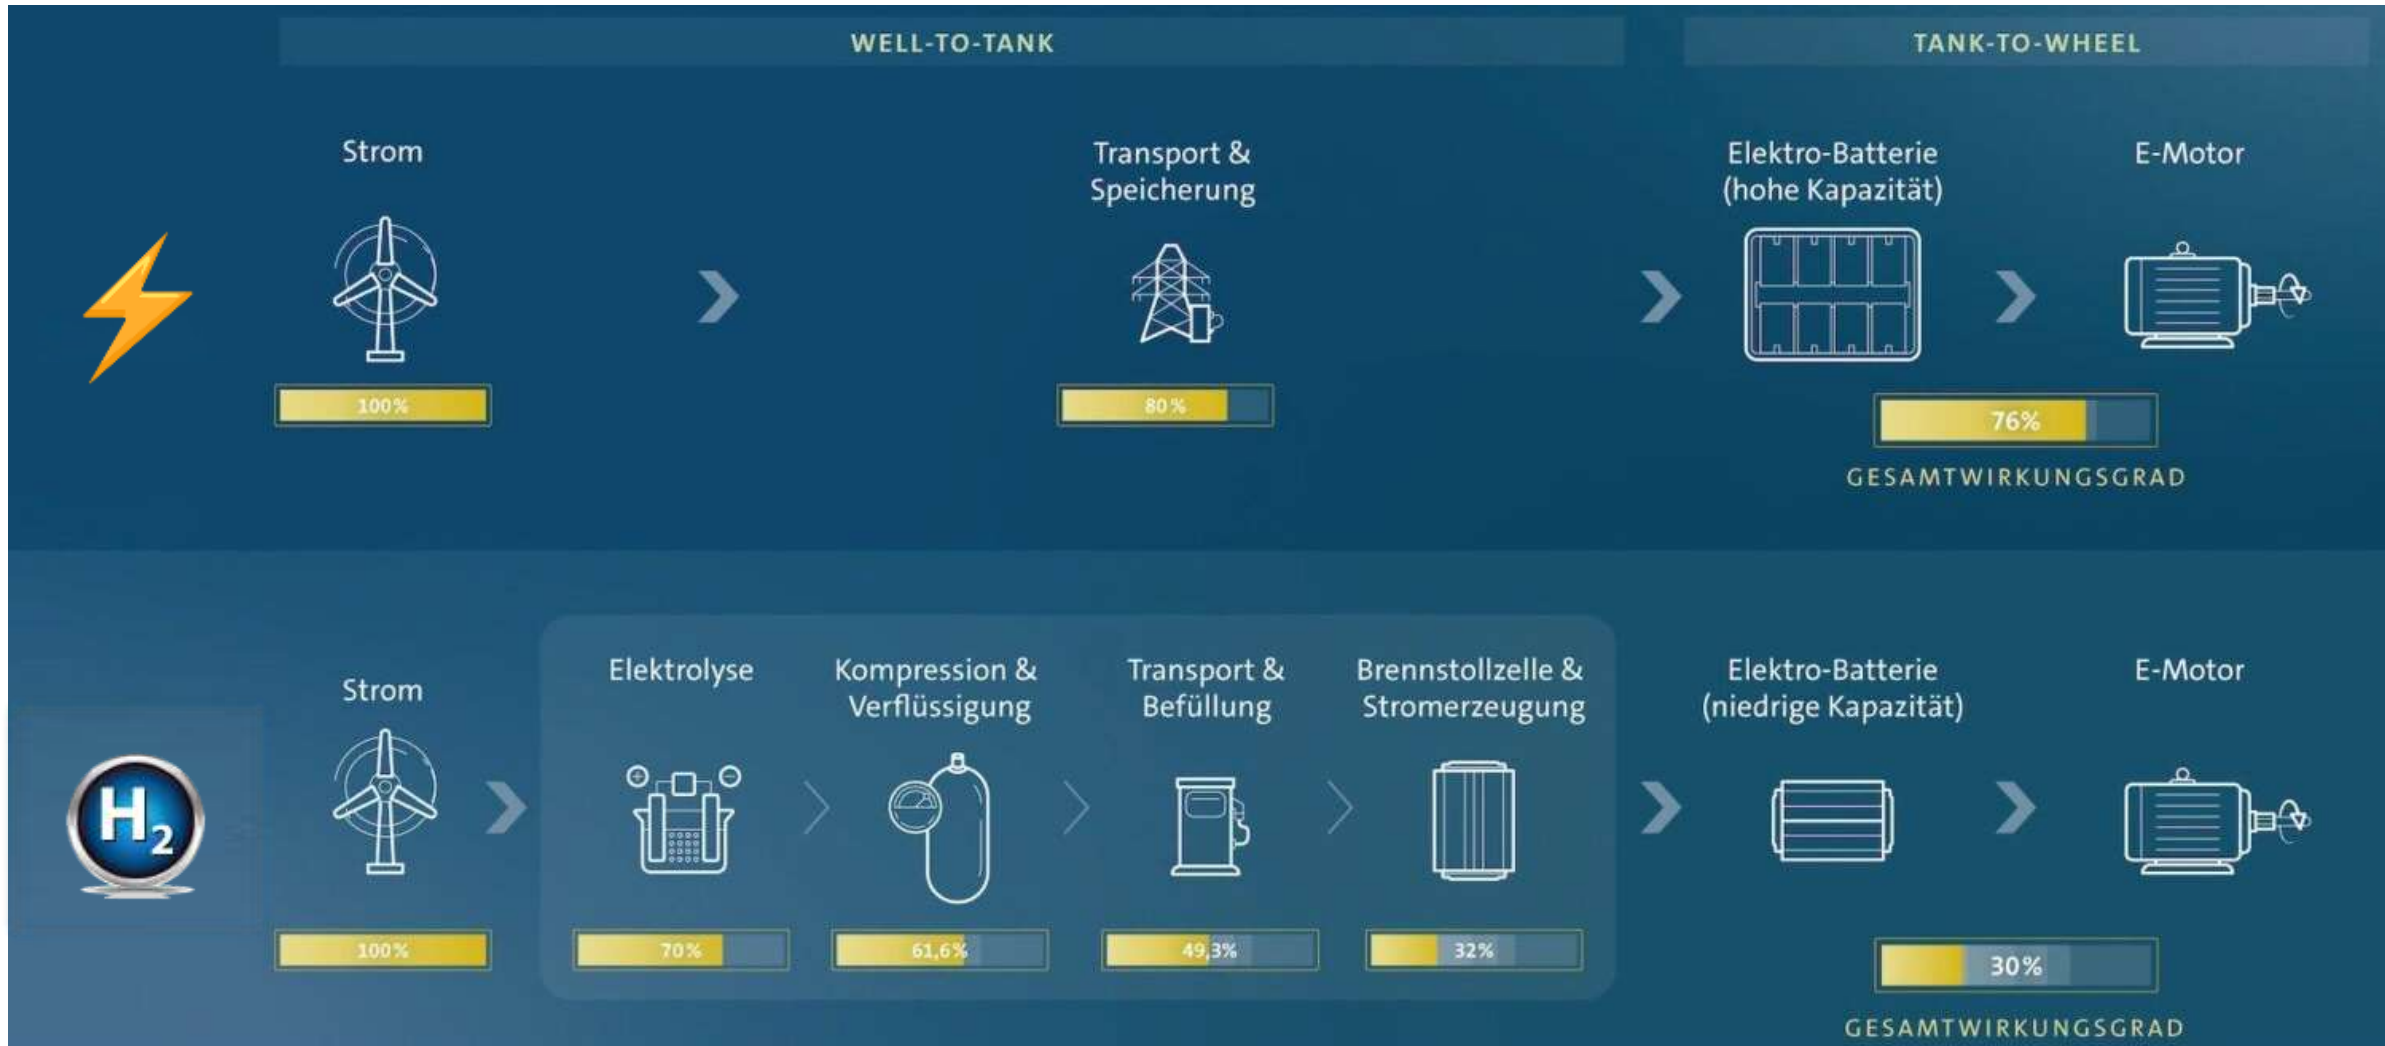 WELL-TO-TANK
TANK-TO-WHEEL
Strom
Transport &
Speicherung
Elektro-Batterie
(hohe Kapazität)
E-Motor
100%
80%
76%
GESAMTWIRKUNGSGRAD
Strom
Elektrolyse
Kompression &
Verflüssigung
Transport &
Befüllung
Brennstollzelle &
Stromerzeugung
Elektro-Batterie
(niedrige Kapazität)
E-Motor
H2
100%
70%
61,6%
49,3%
32%
30%
GESAMTWIRKUNGSGRAD